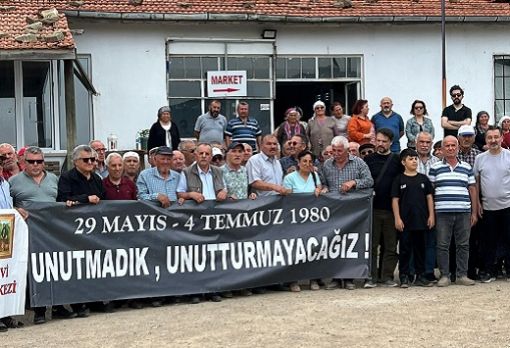 MARKET
29 MAYIS - 4 TEMMUZ 1980
UNUTMADIK , UNUTTURMAYACAĞIZ !